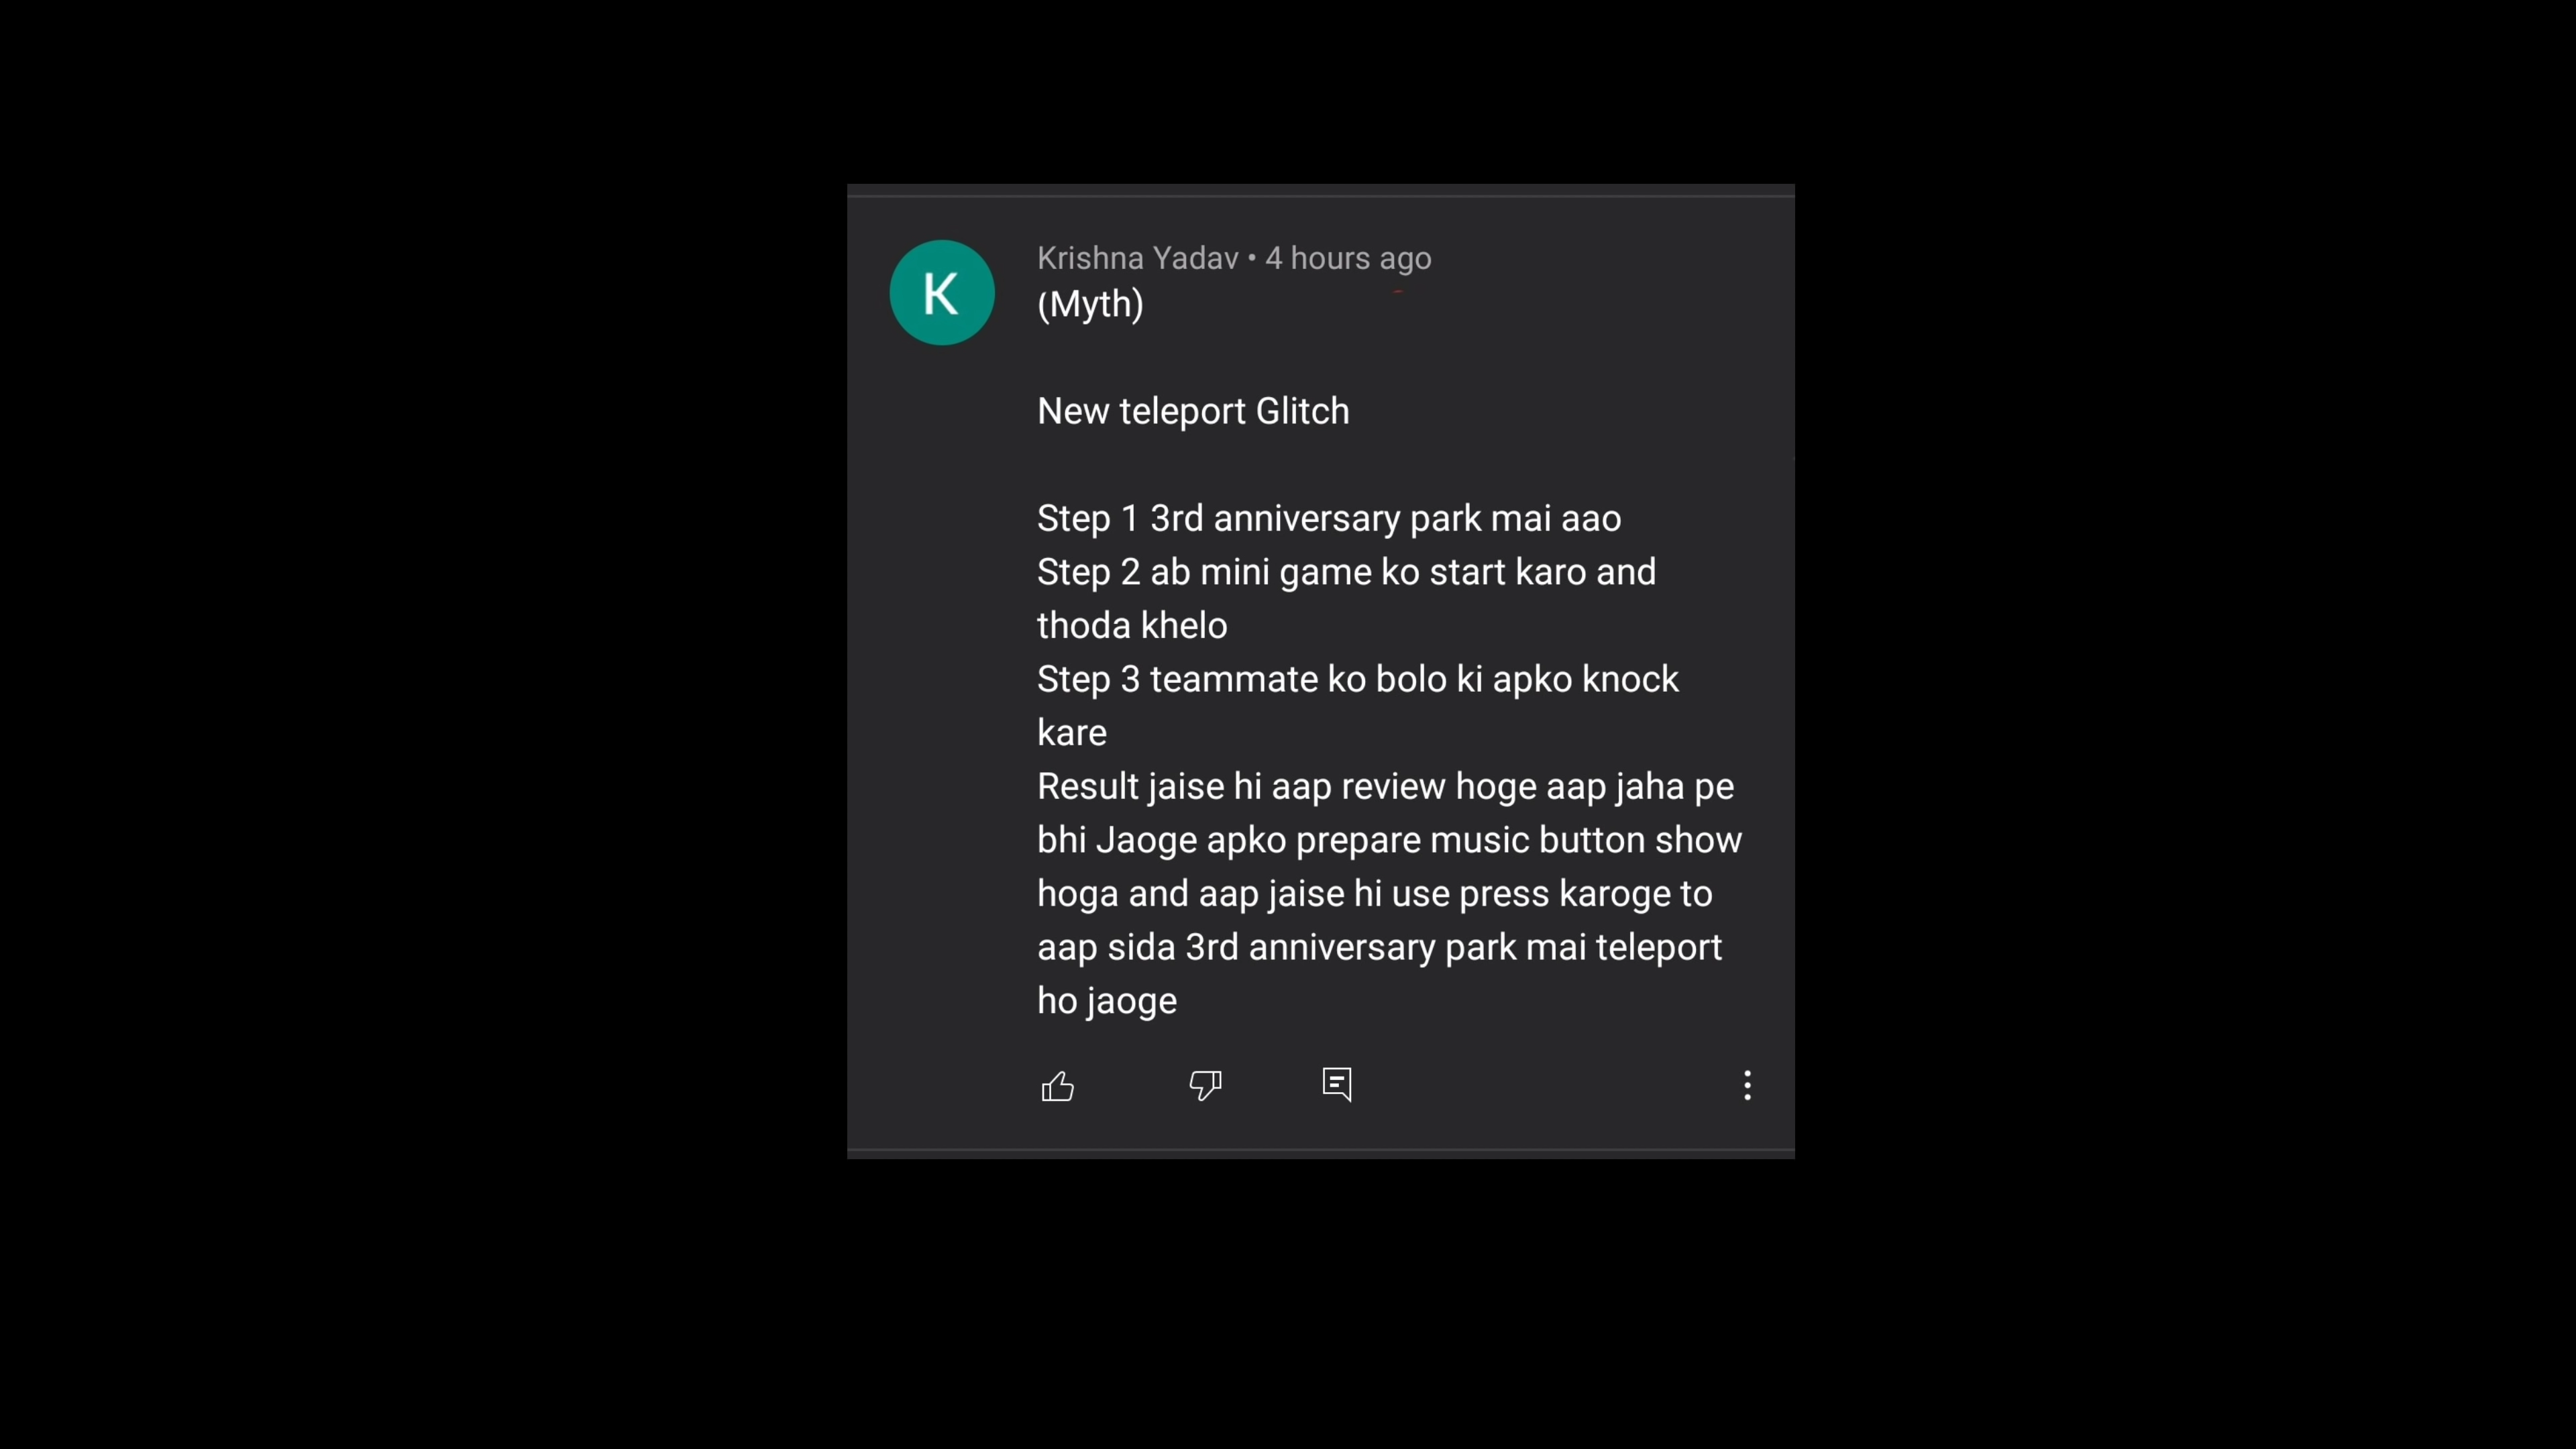 K
Krishna Yadav • 4 hours ago
(Myth)
New teleport Glitch
Step 1 3rd anniversary park mai aao
Step 2 ab mini game ko start karo and
thoda khelo
Step 3 teammate ko bolo ki apko knock
kare
Result jaise hi aap review hoge aap jaha pe
bhi Jaoge apko prepare music button show
hoga and aap jaise hi use press karoge to
aap sida 3rd anniversary park mai teleport
ho jaoge